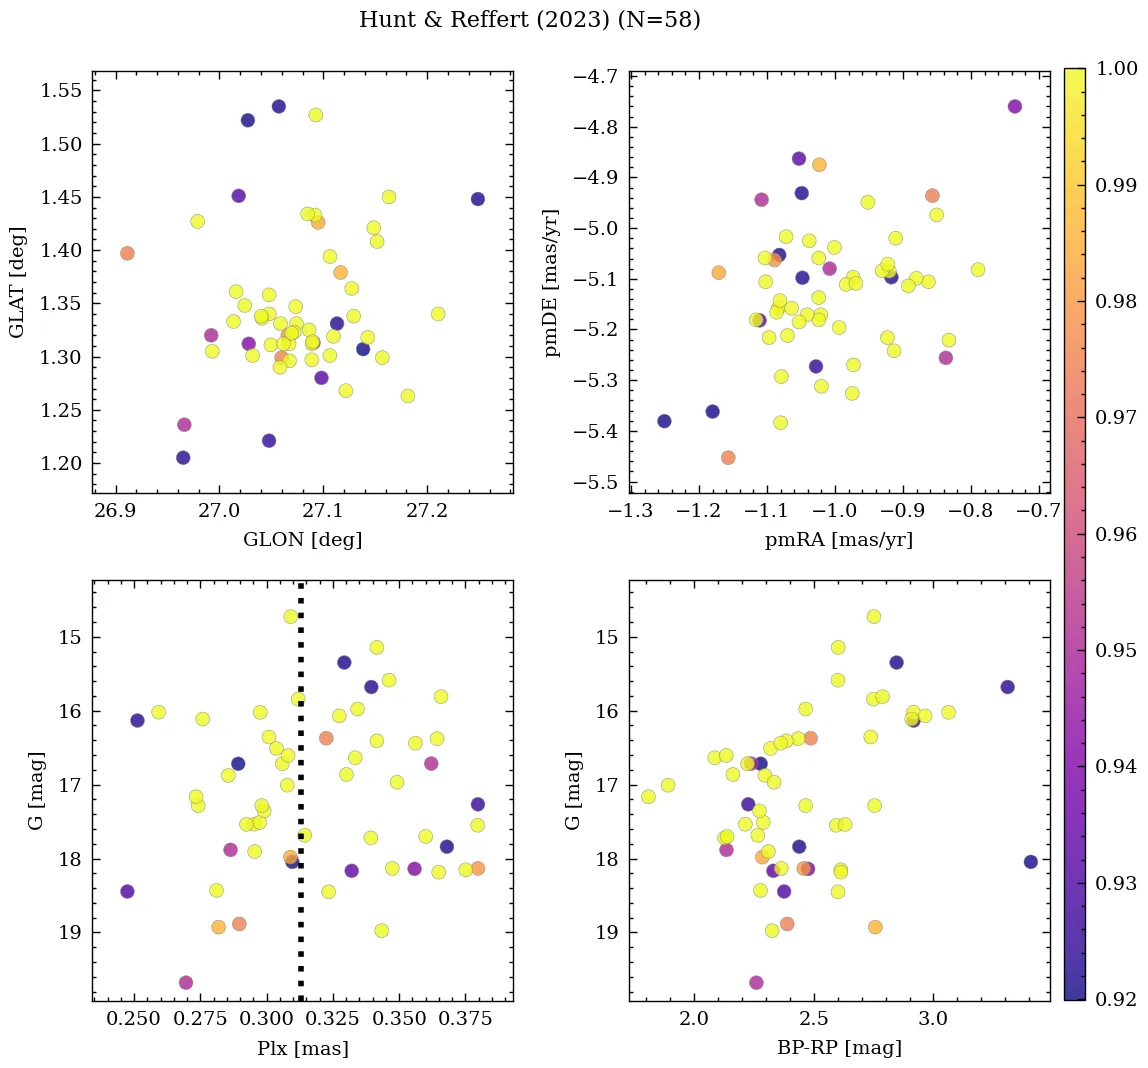 Hunt & Reffert (2023) (N=58)
1.55
1.50
1.45
1.40
1.35
1.30
1.25
1.20
GLAT [deg]
26.9 27.0 27.1 27.2
GLON [deg]
−4.7
−4.8
−4.9
−5.0
−5.1
−5.2
−5.3
−5.4
−5.5
pmDE [mas/yr]
−1.3 −1.2 −1.1 −1.0 −0.9 −0.8 −0.7
pmRA [mas/yr]
15
16
17
18
19
G [mag]
0.250 0.275 0.300 0.325 0.350 0.375
Plx [mas]
15
16
17
18
19
G [mag]
2.0 2.5 3.0
BP-RP [mag]
1.00
0.99
0.98
0.97
0.96
0.95
0.94
0.93
0.92